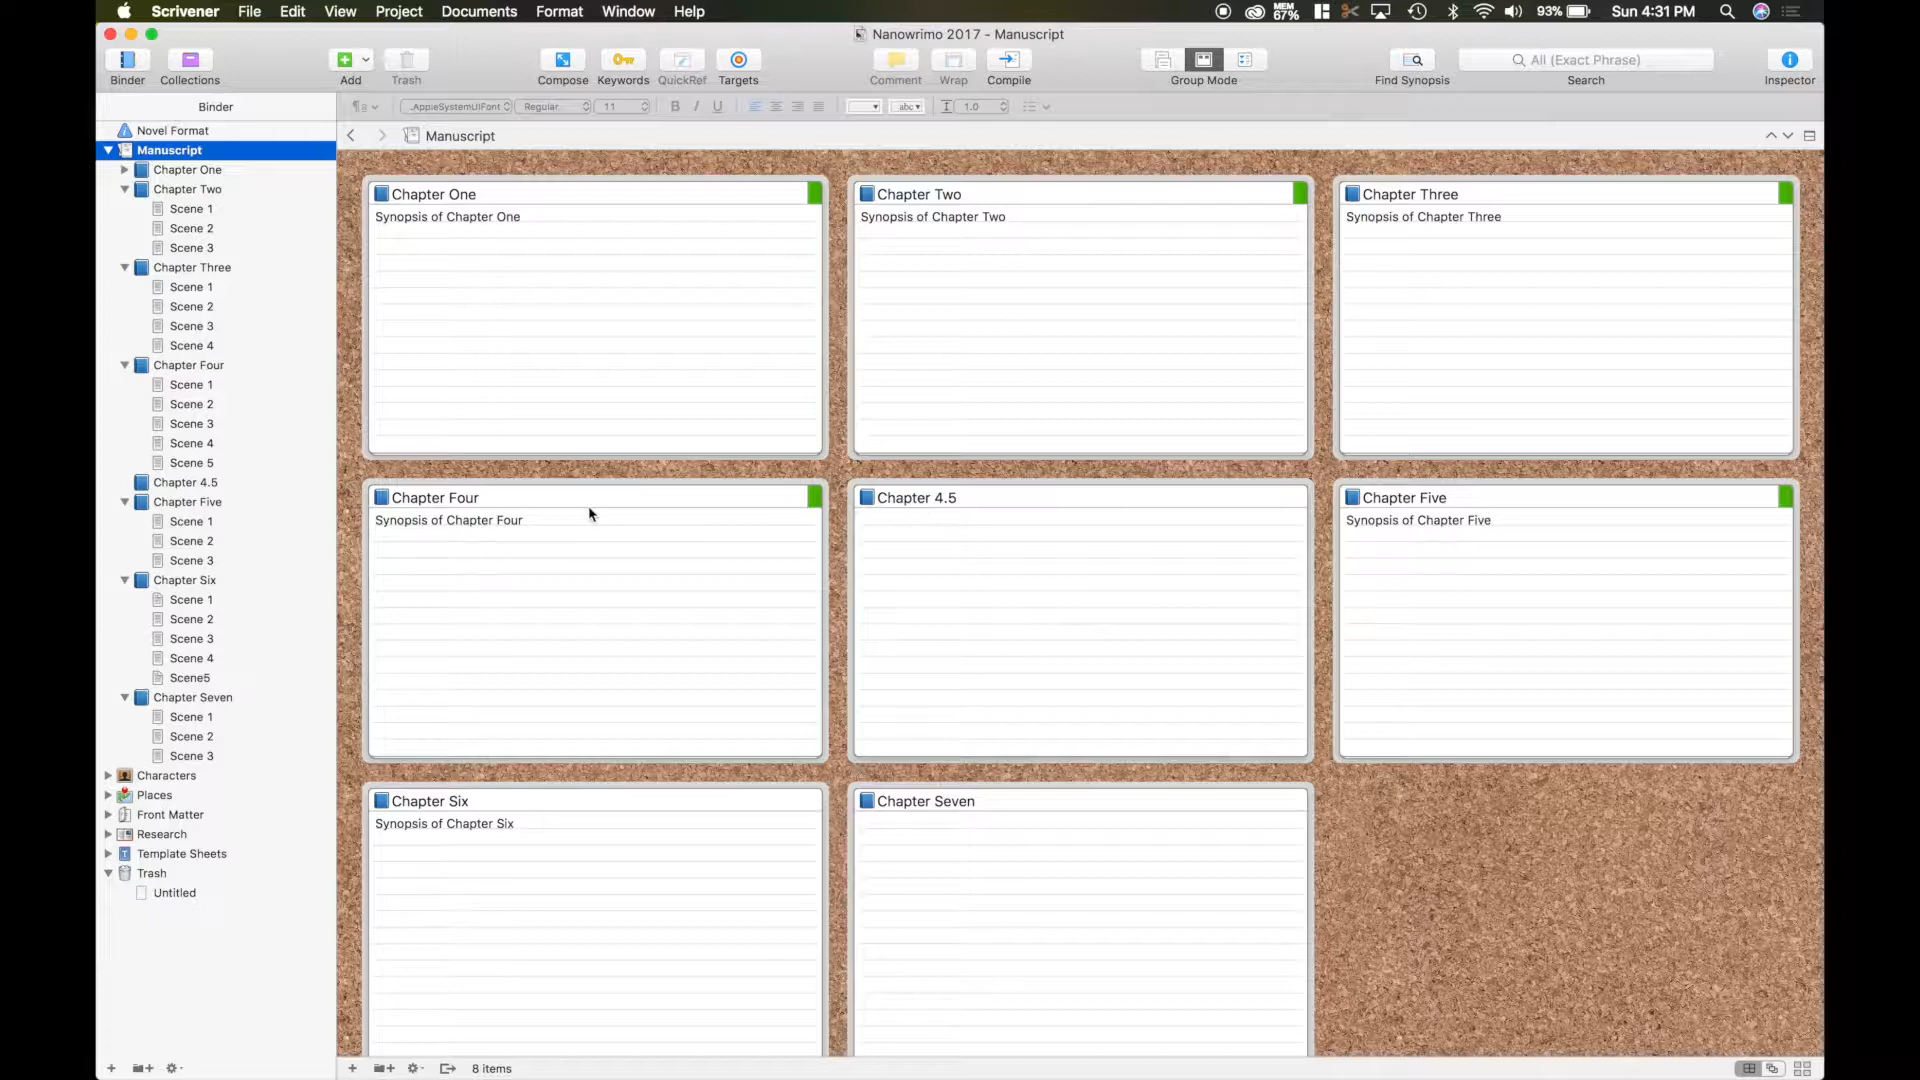 Scrivener File Edit View Project Documents Format Window Help MEM 67% 93% Sun 4:31 PM
Nanowrimo 2017 - Manuscript
Binder Collections Add Trash Compose Keywords QuickRef Targets Comment Wrap Compile Group Mode Find Synopsis All (Exact Phrase) Search Inspector
Binder
.AppleSystemUIFont Regular 11 B I U abc 1.0
Manuscript
Novel Format
Manuscript
Chapter One
Chapter Two
Scene 1
Scene 2
Scene 3
Chapter Three
Scene 1
Scene 2
Scene 3
Scene 4
Chapter Four
Scene 1
Scene 2
Scene 3
Scene 4
Scene 5
Chapter 4.5
Chapter Five
Scene 1
Scene 2
Scene 3
Chapter Six
Scene 1
Scene 2
Scene 3
Scene 4
Scene5
Chapter Seven
Scene 1
Scene 2
Scene 3
Characters
Places
Front Matter
Research
Template Sheets
Trash
Untitled
Chapter One
Synopsis of Chapter One
Chapter Two
Synopsis of Chapter Two
Chapter Three
Synopsis of Chapter Three
Chapter Four
Synopsis of Chapter Four
Chapter 4.5
Chapter Five
Synopsis of Chapter Five
Chapter Six
Synopsis of Chapter Six
Chapter Seven
8 items